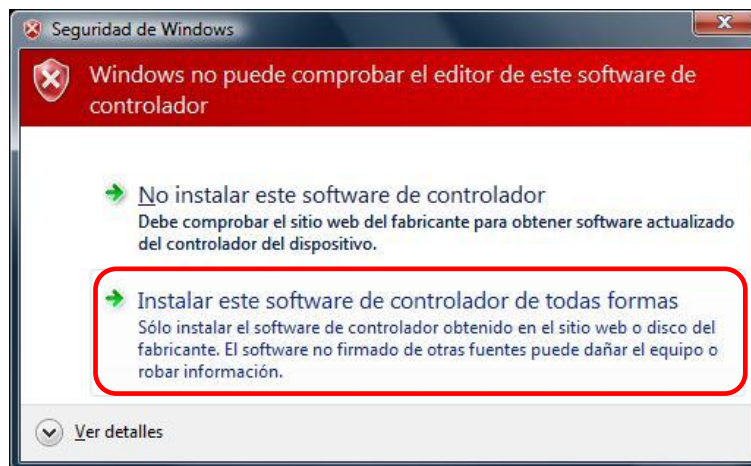 Seguridad de Windows
Windows no puede comprobar el editor de este software de
controlador
No instalar este software de controlador
Debe comprobar el sitio web del fabricante para obtener software actualizado
del controlador del dispositivo.
Instalar este software de controlador de todas formas
Sólo instalar el software de controlador obtenido en el sitio web o disco del
fabricante. El software no firmado de otras fuentes puede dañar el equipo o
robar información.
Ver detalles